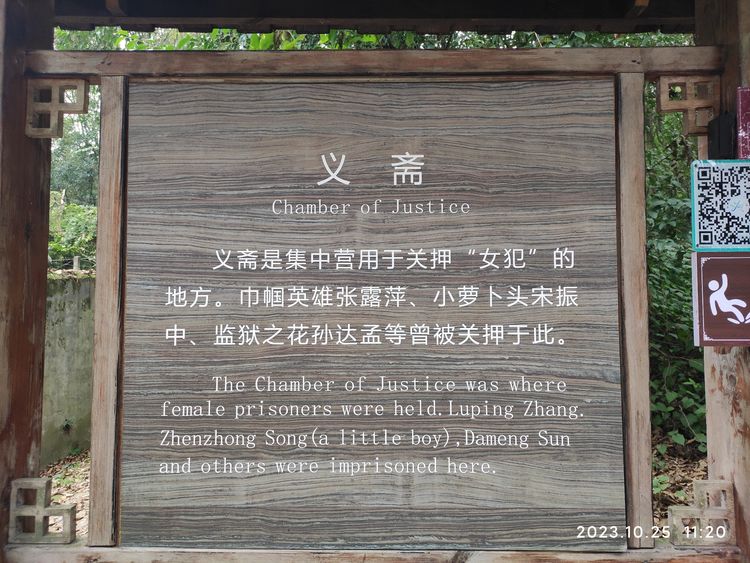 义斋
Chamber of Justice
义斋是集中营用于关押“女犯”的
地方。巾帼英雄张露萍、小萝卜头宋振
中、监狱之花孙达孟等曾被关押于此。
The Chamber of Justice was where
female prisoners were held.Luping Zhang.
Zhenzhong Song(a little boy),Dameng Sun
and others were imprisoned here.
2023.10.25 11:20